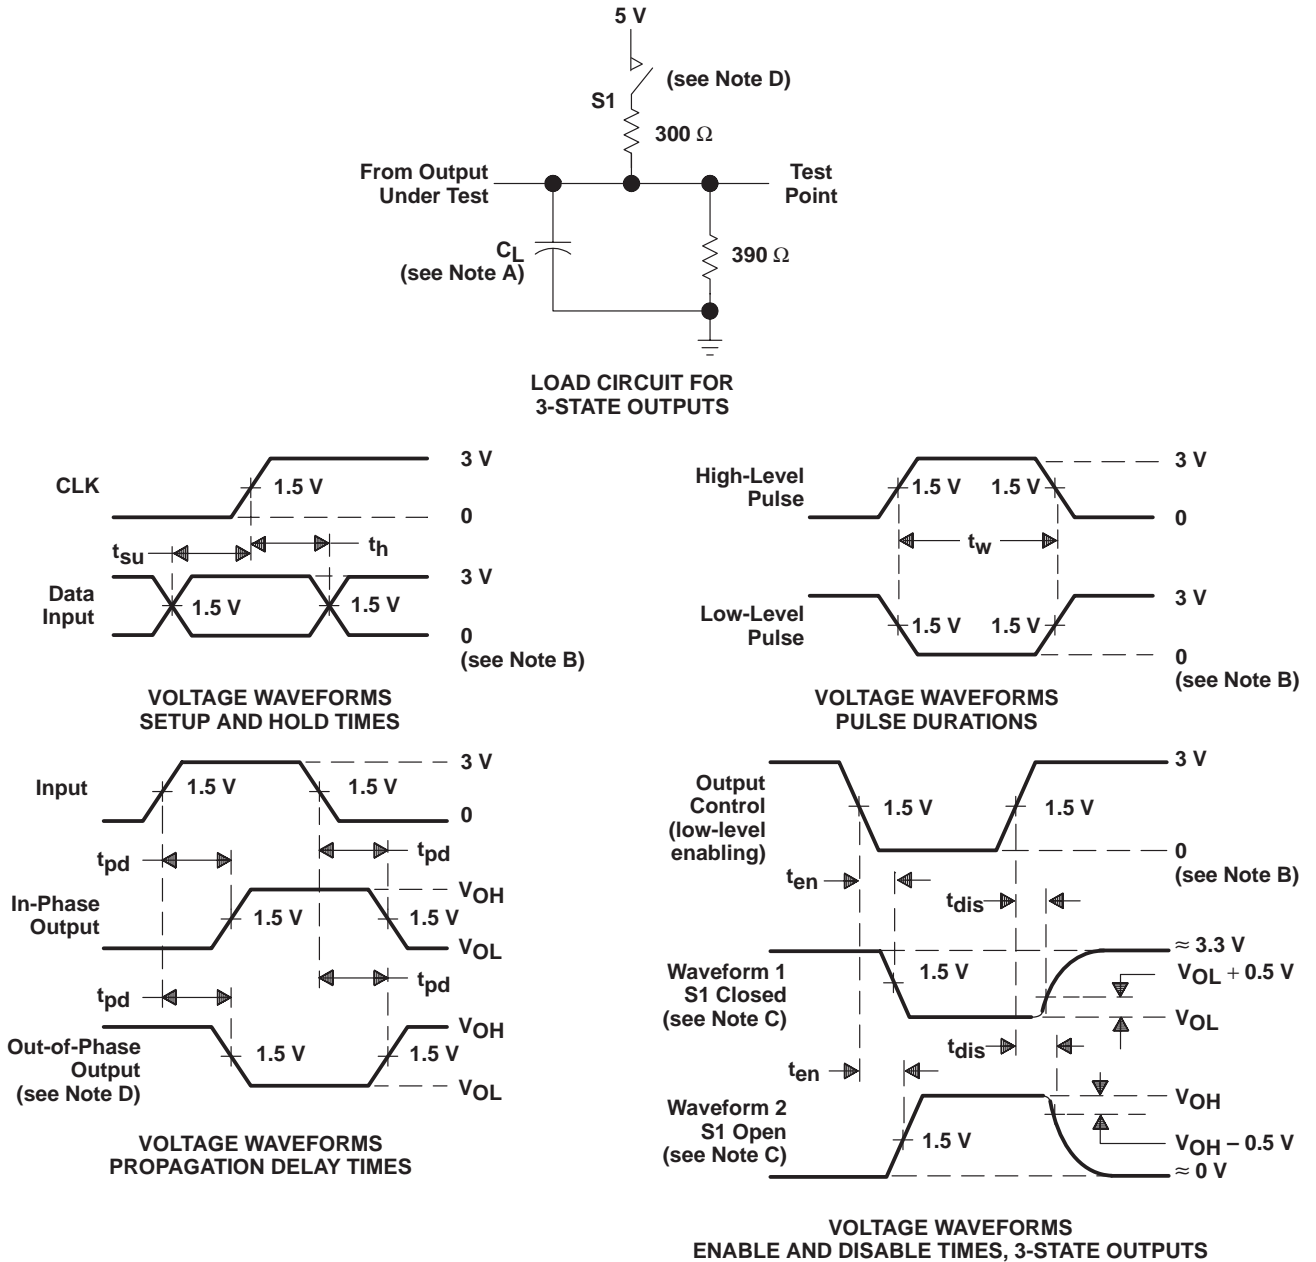 5 V
(see Note D)
S1
300 Ω
From Output
Under Test
Test
Point
CL
(see Note A)
390 Ω
LOAD CIRCUIT FOR
3-STATE OUTPUTS
CLK
1.5 V
3 V
0
tsu
th
Data
Input
1.5 V
1.5 V
3 V
0
(see Note B)
VOLTAGE WAVEFORMS
SETUP AND HOLD TIMES
High-Level
Pulse
1.5 V
1.5 V
3 V
0
tw
Low-Level
Pulse
1.5 V
1.5 V
3 V
0
(see Note B)
VOLTAGE WAVEFORMS
PULSE DURATIONS
Input
1.5 V
1.5 V
3 V
0
tpd
tpd
In-Phase
Output
1.5 V
1.5 V
VOH
VOL
tpd
tpd
Out-of-Phase
Output
(see Note D)
1.5 V
1.5 V
VOH
VOL
VOLTAGE WAVEFORMS
PROPAGATION DELAY TIMES
Output
Control
(low-level
enabling)
1.5 V
1.5 V
3 V
0
(see Note B)
ten
tdis
Waveform 1
S1 Closed
(see Note C)
1.5 V
≈ 3.3 V
VOL + 0.5 V
VOL
ten
tdis
Waveform 2
S1 Open
(see Note C)
1.5 V
VOH
VOH – 0.5 V
≈ 0 V
VOLTAGE WAVEFORMS
ENABLE AND DISABLE TIMES, 3-STATE OUTPUTS